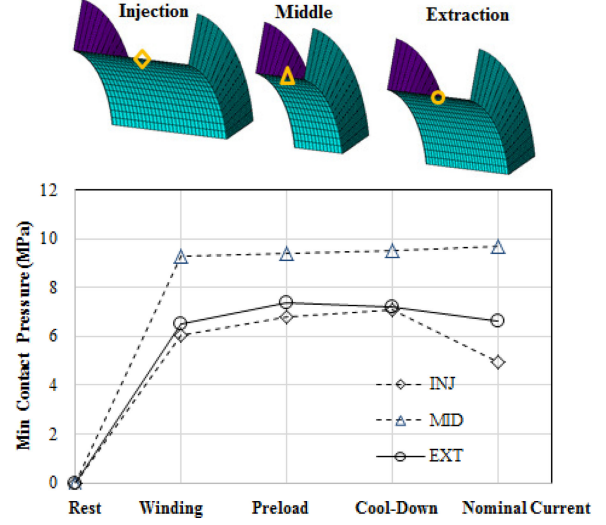 Injection Middle Extraction
12
10
8
6
4
2
0
Min Contact Pressure (MPa)
INJ
MID
EXT
Rest Winding Preload Cool-Down Nominal Current